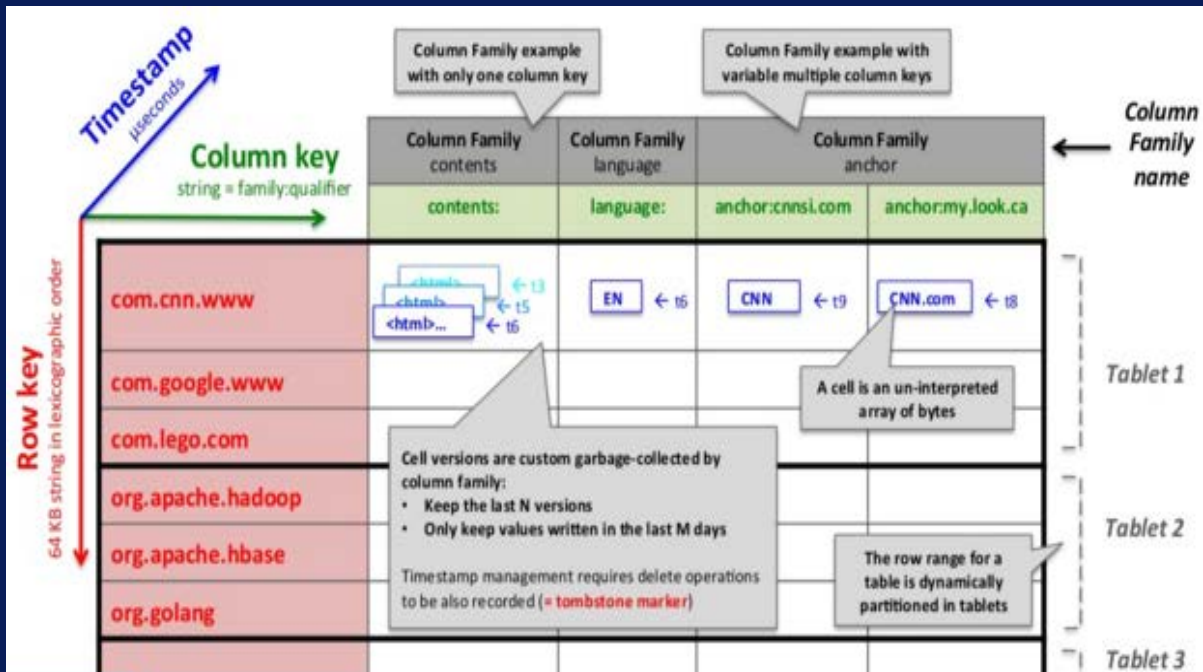 Timestamp
μseconds
Column key
string = family:qualifier
Row key
64 KB string in lexicographic order
Column Family example
with only one column key
Column Family example with
variable multiple column keys
Column
Family
name
Column Family
contents
Column Family
language
Column Family
anchor
contents:
language:
anchor:cnnsi.com
anchor:my.look.ca
com.cnn.www
<html>
← t3
<html>
← t5
<html>...
← t6
EN
← t6
CNN
← t9
CNN.com
← t8
com.google.www
com.lego.com
A cell is an un-interpreted
array of bytes
Tablet 1
Cell versions are custom garbage-collected by
column family:
• Keep the last N versions
• Only keep values written in the last M days
Timestamp management requires delete operations
to be also recorded (= tombstone marker)
org.apache.hadoop
org.apache.hbase
org.golang
The row range for a
table is dynamically
partitioned in tablets
Tablet 2
Tablet 3